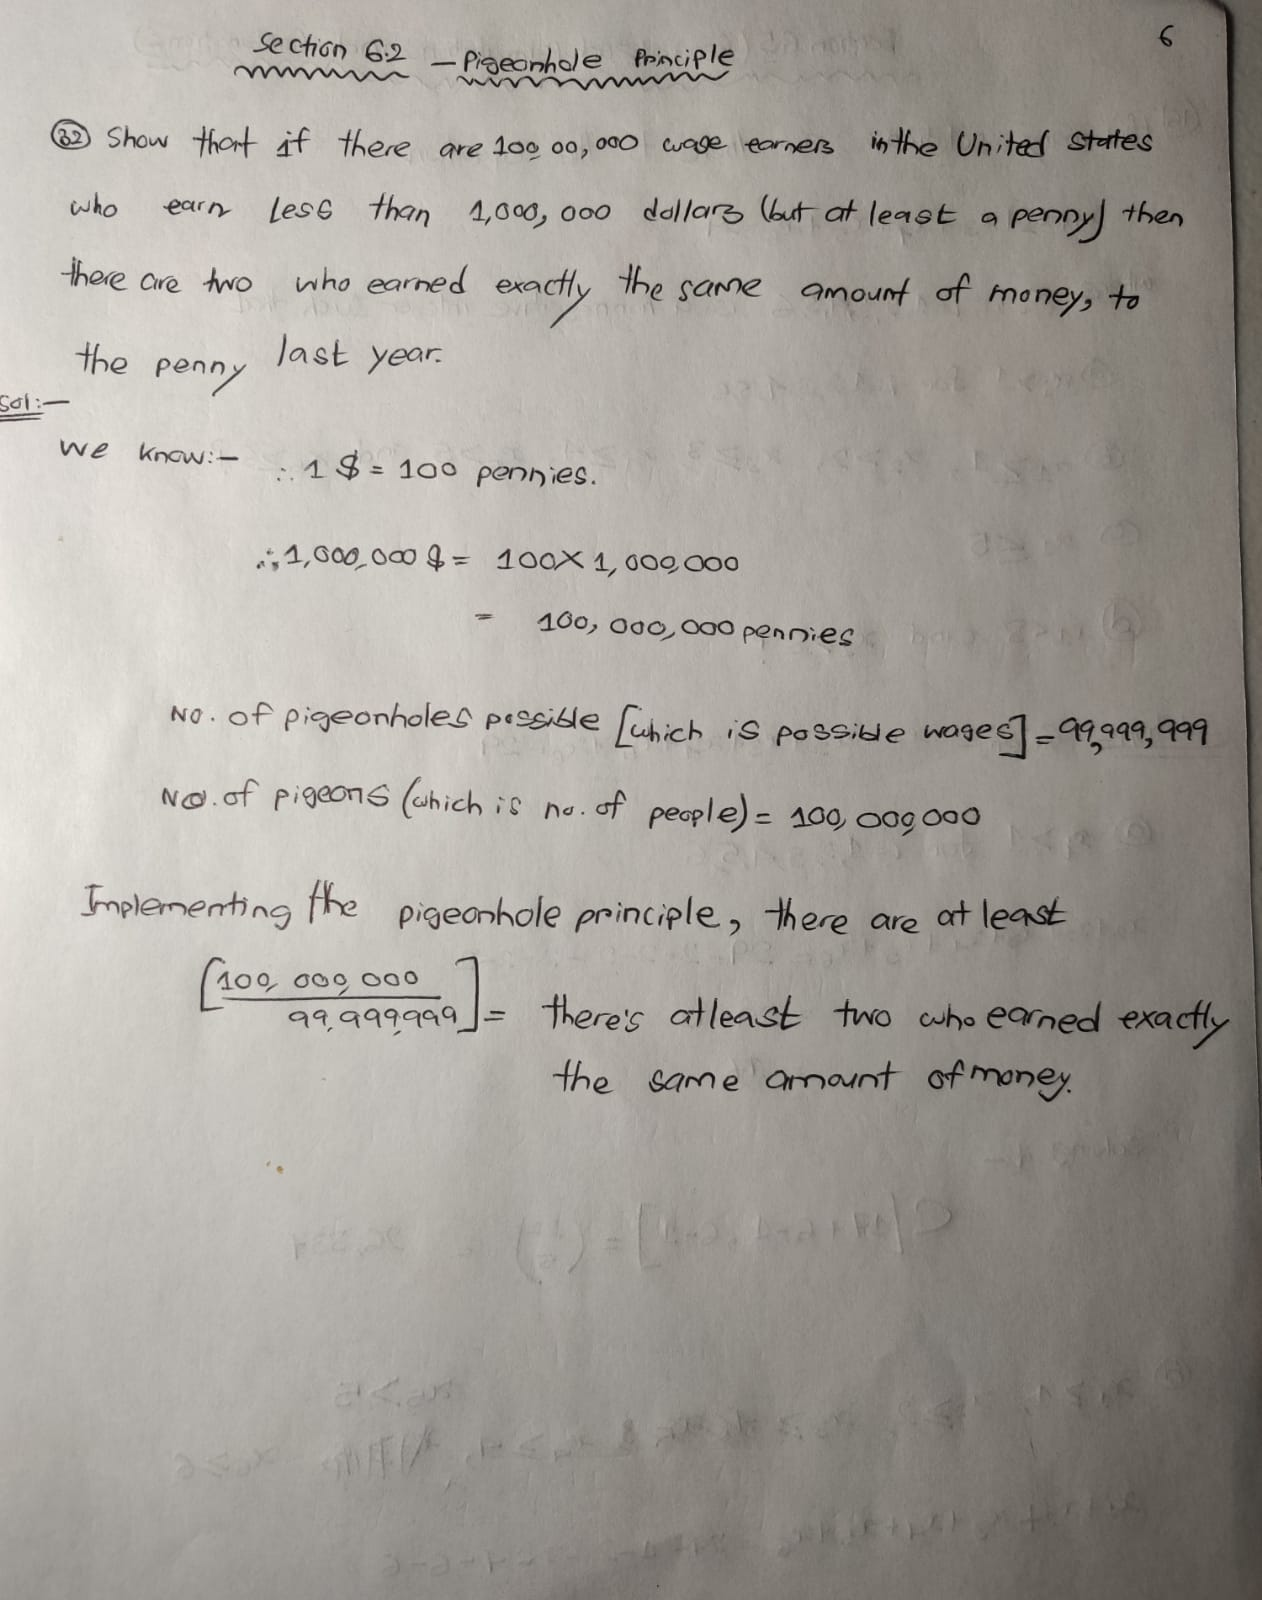 6
Section 6.2 - Pigeonhole Principle
32 Show that if there are 100,00,000 wage earners in the United States
who earn less than 1,000,000 dollars (but at least a penny) then
there are two who earned exactly the same amount of money, to
the penny last year.
Sol:-
We know:- ∴ 1 $ = 100 pennies.
∴ 1,000,000 $ = 100 X 1,000,000
= 100,000,000 pennies
No. of pigeonholes possible [which is possible wages] = 99,999,999
No. of pigeons (which is no. of people) = 100,000,000
Implementing the pigeonhole principle, there are at least
[100,000,000 / 99,999,999] = there's atleast two who earned exactly
the same amount of money.